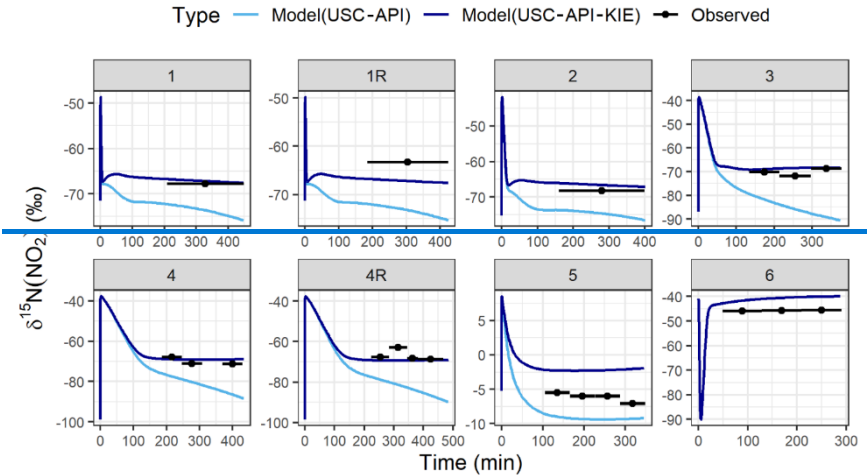 Type Model(USC-API) Model(USC-API-KIE) Observed
1 1R 2 3
-50 -60 -70
-50 -60 -70
-50 -60 -70
-40 -50 -60 -70 -80 -90
0 100 200 300 400 0 100 200 300 400 0 100 200 300 400 0 100 200 300
δ¹⁵N(NO₂) (‰)
4 4R 5 6
-40 -60 -80 -100
-40 -60 -80 -100
5 0 -5 -10
-40 -50 -60 -70 -80 -90
0 100 200 300 400 0 100 200 300 400 500 0 100 200 300 0 100 200 300
Time (min)